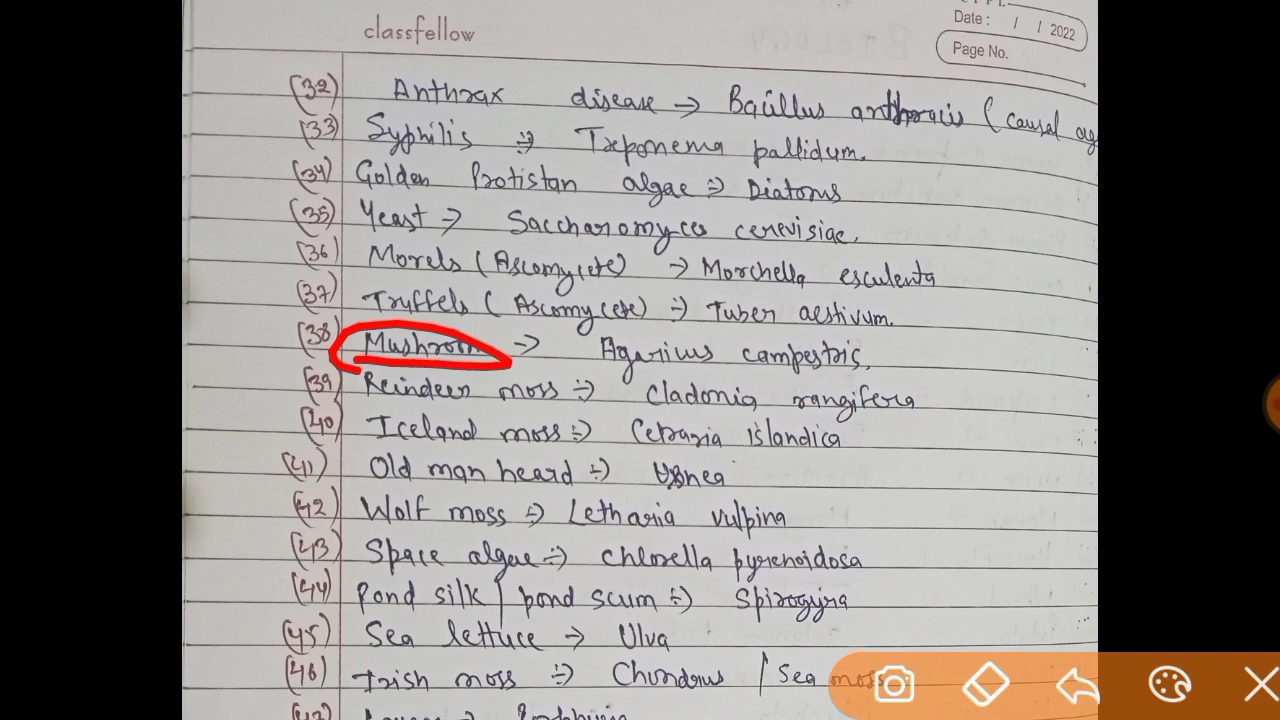 classfellow
Date : / / 2022
Page No.
(32) Anthrax disease → Bacillus anthracis ( causal ag
(33) Syphilis ⇒ Treponema pallidum.
(34) Golden Protistan algae ⇒ Diatoms
(35) Yeast → Saccharomyces cerevisiae.
(36) Morels ( Ascomycete) → Morchella esculenta
(37) Truffels ( Ascomycete) ⇒ Tuber aestivum.
(38) Mushroom → Agaricus campestris.
(39) Reindeer moss ⇒ Cladonia rangifera
(40) Iceland moss ⇒ Cetraria islandica
(41) Old man heard ⇒ Usnea
(42) Wolf moss ⇒ Letharia vulpina
(43) Space algae ⇒ Chlorella pyrenoidosa
(44) Pond silk / pond scum ⇒ Spirogyra
(45) Sea lettuce → Ulva
(46) Irish moss ⇒ Chondrus / Sea moss